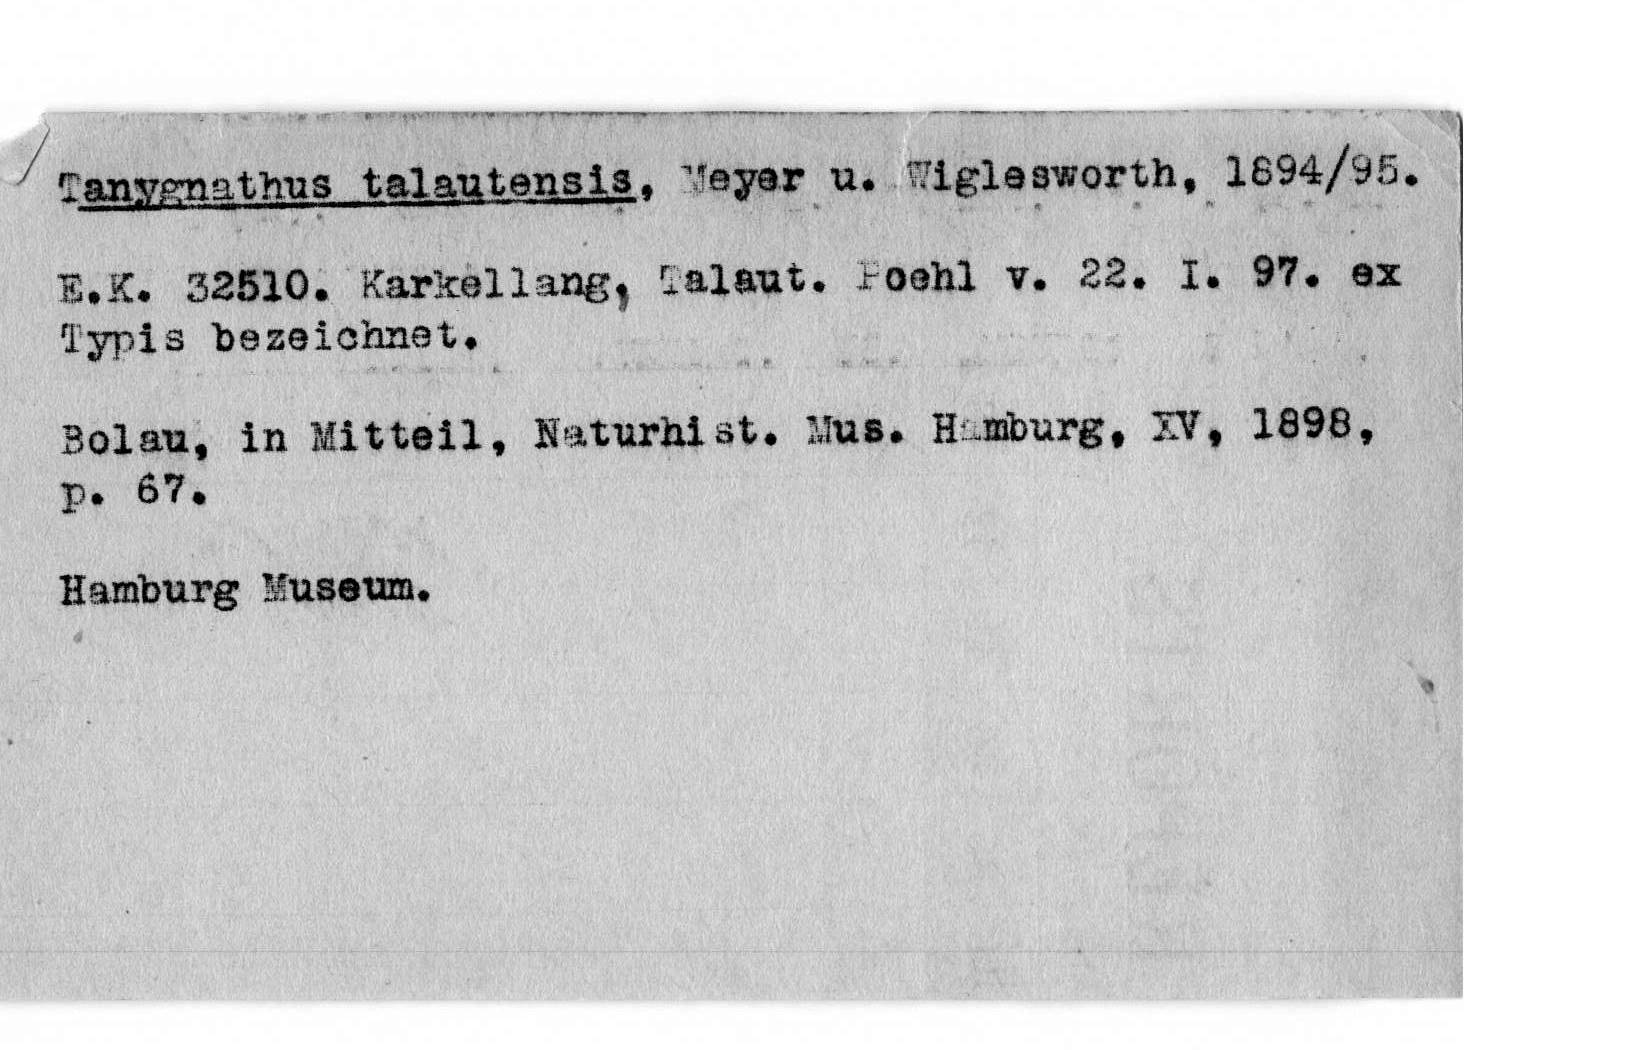 Tanygnathus talautensis, Meyer u. Wiglesworth, 1894/95.
E.K. 32510. Karkellang, Talaut. Poehl v. 22. I. 97. ex
Typis bezeichnet.
Bolau, in Mitteil, Naturhist. Mus. Hamburg, XV, 1898,
p. 67.
Hamburg Museum.